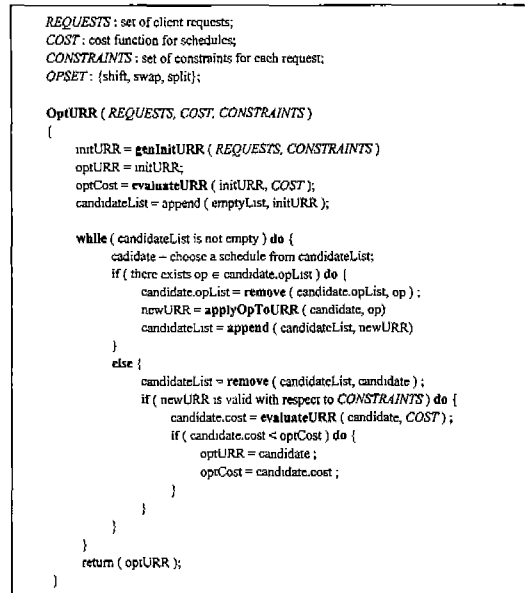 REQUESTS : set of client requests;
COST : cost function for schedules;
CONSTRAINTS : set of constraints for each request;
OPSET : {shift, swap, split};
OptURR ( REQUESTS, COST, CONSTRAINTS )
{
initURR = genInitURR ( REQUESTS, CONSTRAINTS )
optURR = initURR;
optCost = evaluateURR ( initURR, COST );
candidateList = append ( emptyList, initURR );
while ( candidateList is not empty ) do {
cadidate = choose a schedule from candidateList;
if ( there exists op ∈ candidate.opList ) do {
candidate.opList = remove ( candidate.opList, op ) ;
newURR = applyOpToURR ( candidate, op)
candidateList = append ( candidateList, newURR)
}
else {
candidateList = remove ( candidateList, candidate ) ;
if ( newURR is valid with respect to CONSTRAINTS ) do {
candidate.cost = evaluateURR ( candidate, COST ) ;
if ( candidate.cost < optCost ) do {
optURR = candidate ;
optCost = candidate.cost ;
}
}
}
}
return ( optURR );
}